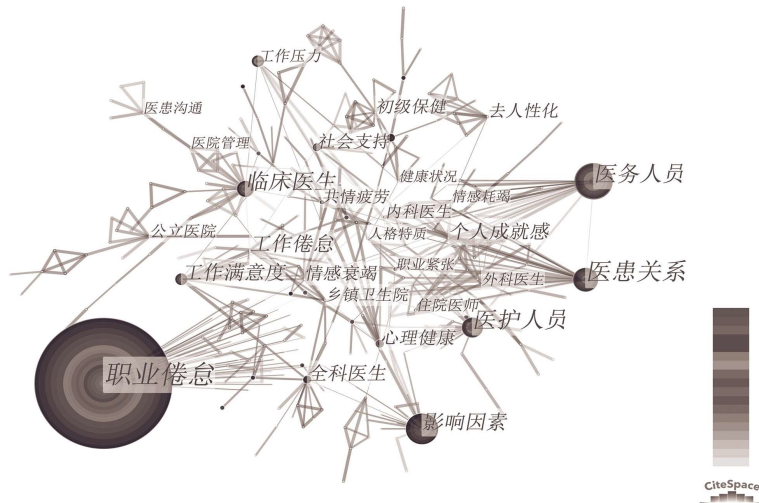 工作压力
医患沟通
初级保健
去人性化
医院管理
社会支持
临床医生
健康状况
医务人员
共情疲劳
情感耗竭
内科医生
公立医院
工作倦怠
人格特质
个人成就感
工作满意度
情感衰竭
职业紧张
外科医生
医患关系
乡镇卫生院
住院医师
医护人员
心理健康
职业倦怠
全科医生
影响因素
CiteSpace